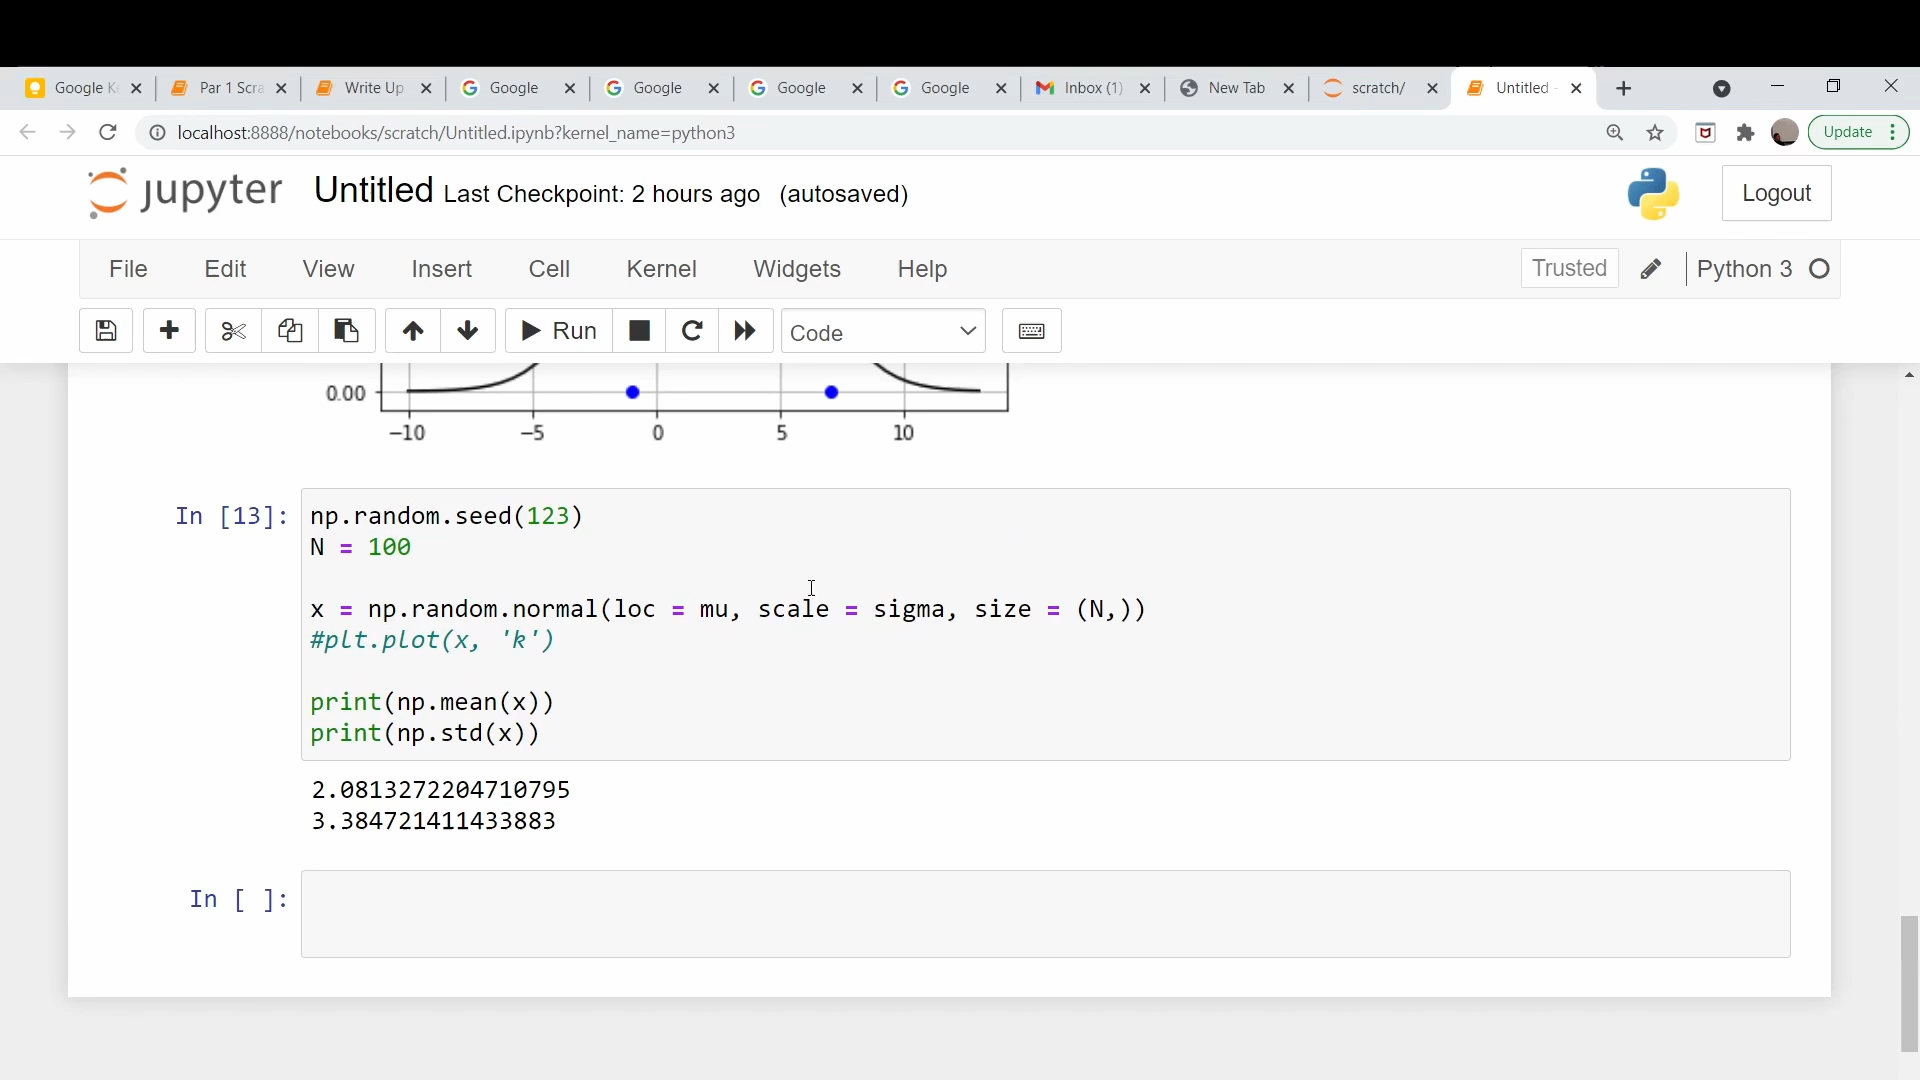 Google K
Par 1 Scra
Write Up
Google
Google
Google
Google
Inbox (1)
New Tab
scratch/
Untitled -
localhost:8888/notebooks/scratch/Untitled.ipynb?kernel_name=python3
Update
jupyter Untitled Last Checkpoint: 2 hours ago (autosaved)
Logout
File Edit View Insert Cell Kernel Widgets Help
Trusted
Python 3
Run
Code
0.00
−10 −5 0 5 10
In [13]:
np.random.seed(123)
N = 100
x = np.random.normal(loc = mu, scale = sigma, size = (N,))
#plt.plot(x, 'k')
print(np.mean(x))
print(np.std(x))
2.0813272204710795
3.384721411433883
In [ ]: